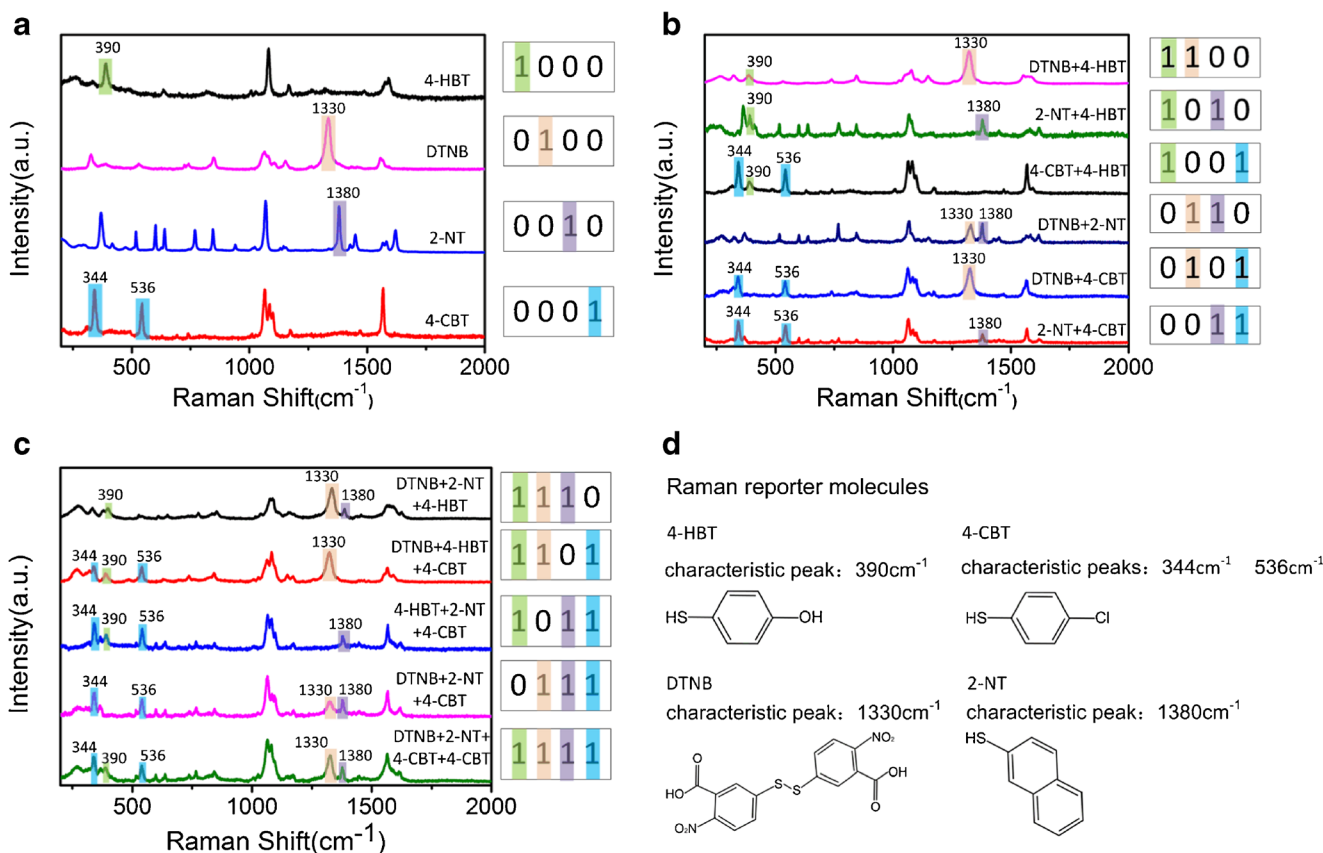 a
390
4-HBT
1 0 0 0
1330
DTNB
0 1 0 0
1380
2-NT
0 0 1 0
344
536
4-CBT
0 0 0 1
Intensity(a.u.)
500 1000 1500 2000
Raman Shift(cm⁻¹)
b
1330
390
DTNB+4-HBT
1 1 0 0
390
1380
2-NT+4-HBT
1 0 1 0
344
390
536
4-CBT+4-HBT
1 0 0 1
1330 1380
DTNB+2-NT
0 1 1 0
344
536
1330
DTNB+4-CBT
0 1 0 1
344
536
1380
2-NT+4-CBT
0 0 1 1
Intensity(a.u.)
500 1000 1500 2000
Raman Shift(cm⁻¹)
c
390
1330
1380
DTNB+2-NT
+4-HBT
1 1 1 0
344
390
536
1330
DTNB+4-HBT
+4-CBT
1 1 0 1
344
390
536
1380
4-HBT+2-NT
+4-CBT
1 0 1 1
344
536
1330 1380
DTNB+2-NT
+4-CBT
0 1 1 1
344
390
536
1330
1380
DTNB+2-NT+
4-CBT+4-CBT
1 1 1 1
Intensity(a.u.)
500 1000 1500 2000
Raman Shift(cm⁻¹)
d
Raman reporter molecules
4-HBT
characteristic peak：390cm⁻¹
HS
OH
4-CBT
characteristic peaks：344cm⁻¹ 536cm⁻¹
HS
Cl
DTNB
characteristic peak：1330cm⁻¹
NO₂
O
OH
S
S
HO
O
O₂N
2-NT
characteristic peak：1380cm⁻¹
HS